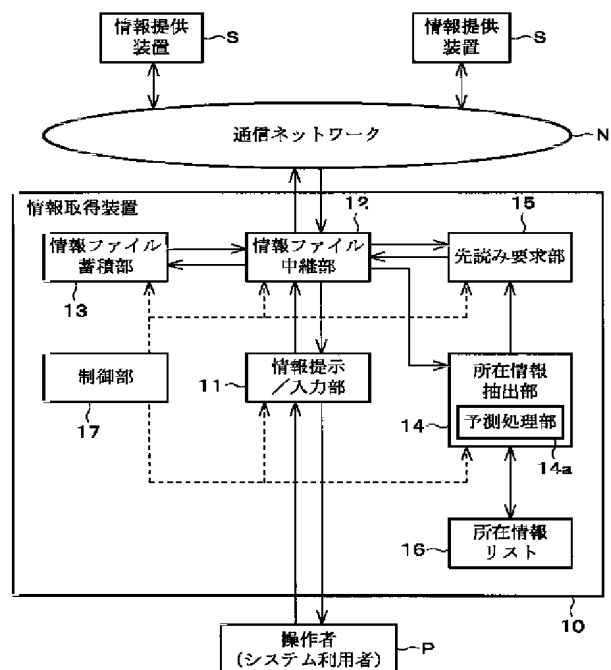 情報提供
装置
S
情報提供
装置
S
通信ネットワーク
N
情報取得装置
12
15
情報ファイル
蓄積部
13
情報ファイル
中継部
先読み要求部
制御部
17
11
情報提示
/入力部
所在情報
抽出部
14
予測処理部
14a
16
所在情報
リスト
10
操作者
(システム利用者)
P